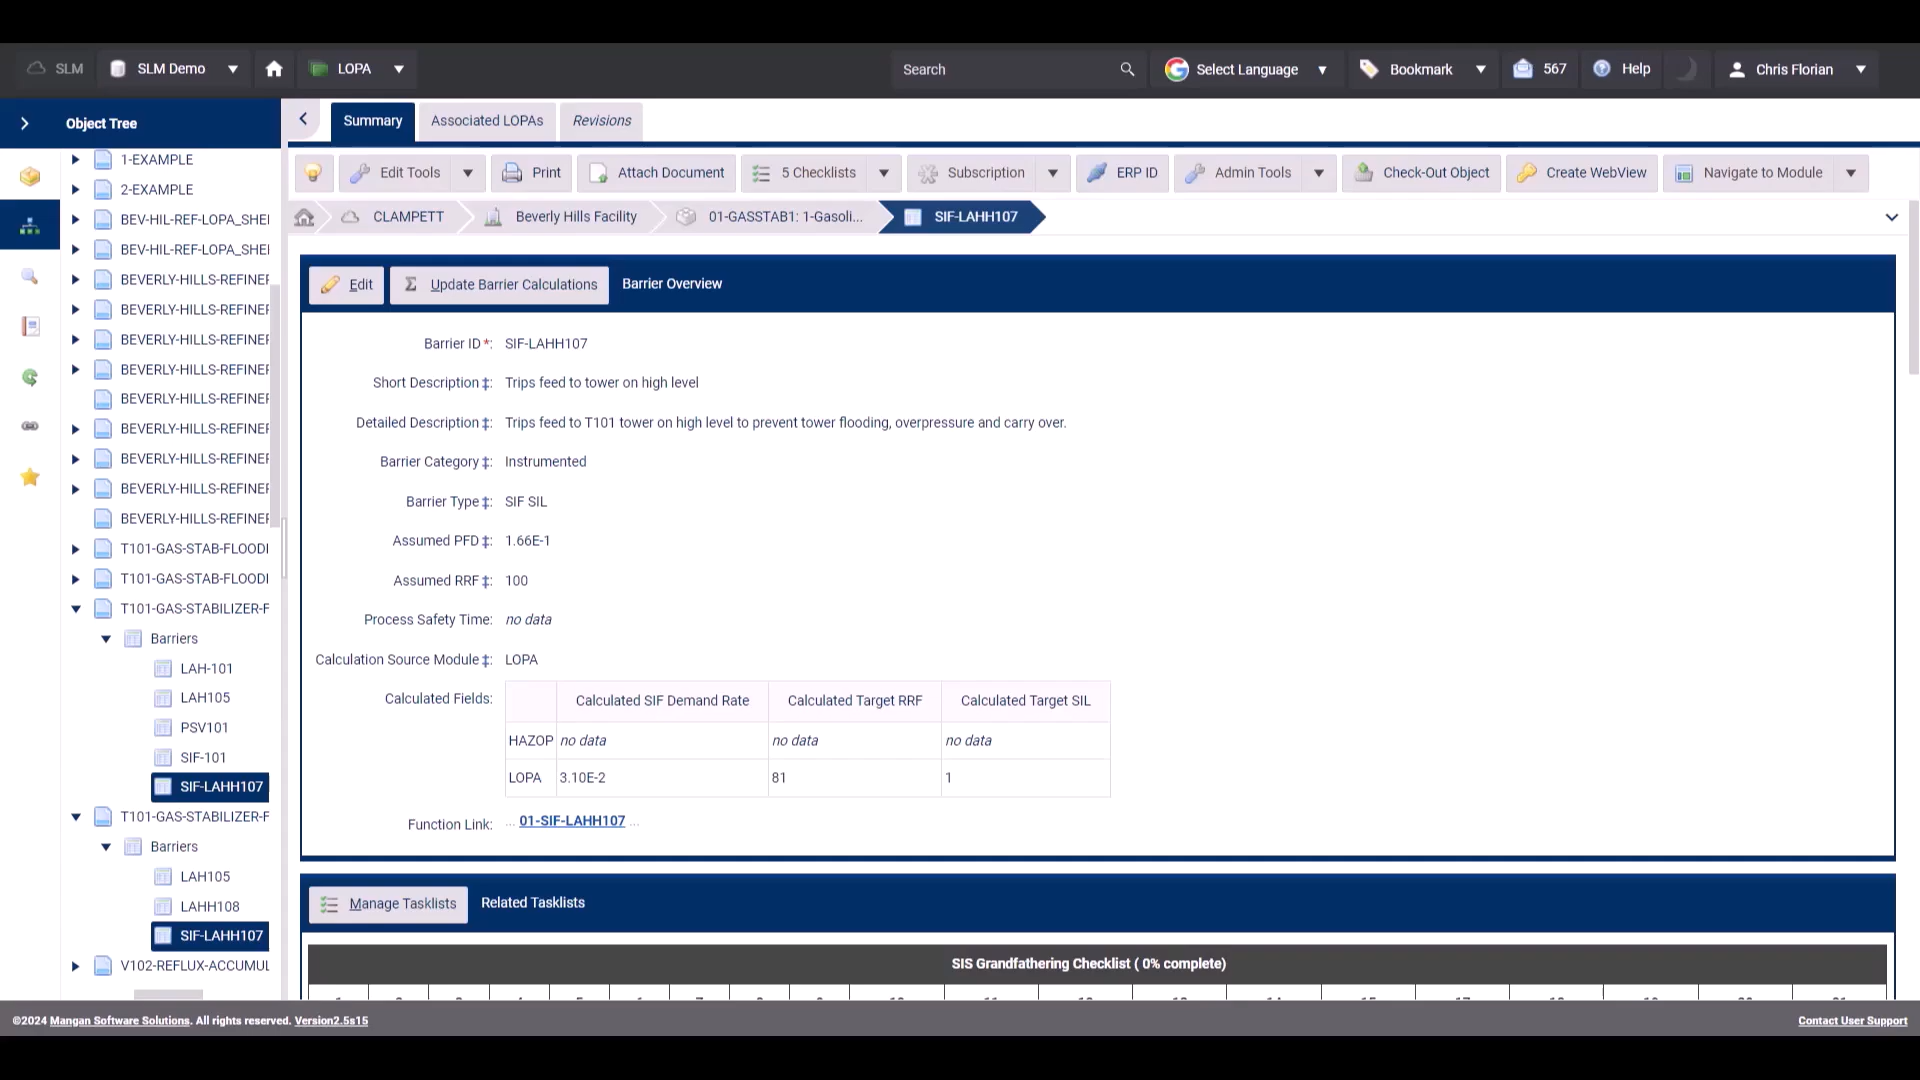 SLM
SLM Demo
LOPA
Search
Select Language
Bookmark
567
Help
Chris Florian
Object Tree
1-EXAMPLE
2-EXAMPLE
BEV-HIL-REF-LOPA_SHEI
BEV-HIL-REF-LOPA_SHEI
BEVERLY-HILLS-REFINEF
BEVERLY-HILLS-REFINEF
BEVERLY-HILLS-REFINEF
BEVERLY-HILLS-REFINEF
BEVERLY-HILLS-REFINEF
BEVERLY-HILLS-REFINEF
BEVERLY-HILLS-REFINEF
BEVERLY-HILLS-REFINEF
BEVERLY-HILLS-REFINEF
T101-GAS-STAB-FLOODI
T101-GAS-STAB-FLOODI
T101-GAS-STABILIZER-F
Barriers
LAH-101
LAH105
PSV101
SIF-101
SIF-LAHH107
T101-GAS-STABILIZER-F
Barriers
LAH105
LAHH108
SIF-LAHH107
V102-REFLUX-ACCUMUL
Summary
Associated LOPAs
Revisions
Edit Tools
Print
Attach Document
5 Checklists
Subscription
ERP ID
Admin Tools
Check-Out Object
Create WebView
Navigate to Module
CLAMPETT
Beverly Hills Facility
01-GASSTAB1: 1-Gasoli...
SIF-LAHH107
Edit
Update Barrier Calculations
Barrier Overview
Barrier ID *: SIF-LAHH107
Short Description ‡: Trips feed to tower on high level
Detailed Description ‡: Trips feed to T101 tower on high level to prevent tower flooding, overpressure and carry over.
Barrier Category ‡: Instrumented
Barrier Type ‡: SIF SIL
Assumed PFD ‡: 1.66E-1
Assumed RRF ‡: 100
Process Safety Time: no data
Calculation Source Module ‡: LOPA
Calculated Fields:
Calculated SIF Demand Rate Calculated Target RRF Calculated Target SIL
HAZOP no data no data no data
LOPA 3.10E-2 81 1
Function Link: ... 01-SIF-LAHH107 ...
Manage Tasklists
Related Tasklists
SIS Grandfathering Checklist ( 0% complete)
©2024 Mangan Software Solutions. All rights reserved. Version2.5s15
Contact User Support